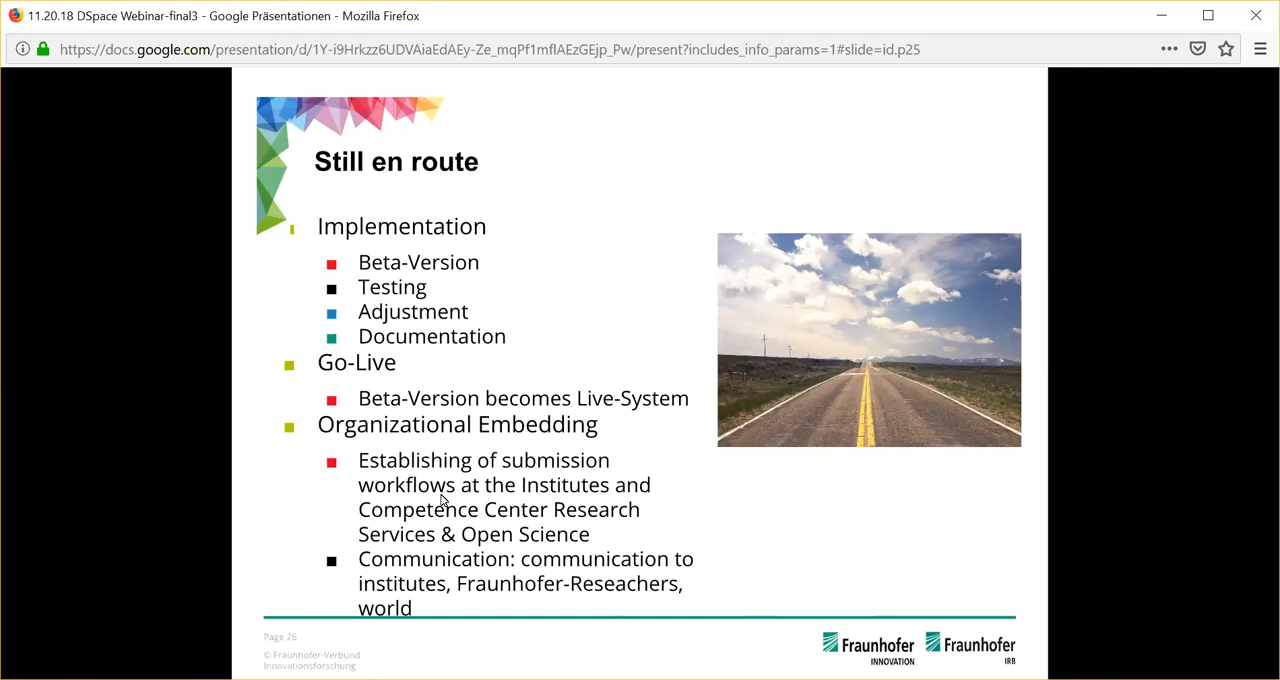 11.20.18 DSpace Webinar-final3 - Google Präsentationen - Mozilla Firefox
https://docs.google.com/presentation/d/1Y-i9Hrkzz6UDVAiaEdAEy-Ze_mqPf1mflAEzGEjp_Pw/present?includes_info_params=1#slide=id.p25
Still en route
Implementation
Beta-Version
Testing
Adjustment
Documentation
Go-Live
Beta-Version becomes Live-System
Organizational Embedding
Establishing of submission
workflows at the Institutes and
Competence Center Research
Services & Open Science
Communication: communication to
institutes, Fraunhofer-Reseachers,
world
Page 26
© Fraunhofer-Verbund
Innovationsforschung
Fraunhofer
INNOVATION
Fraunhofer
IRB